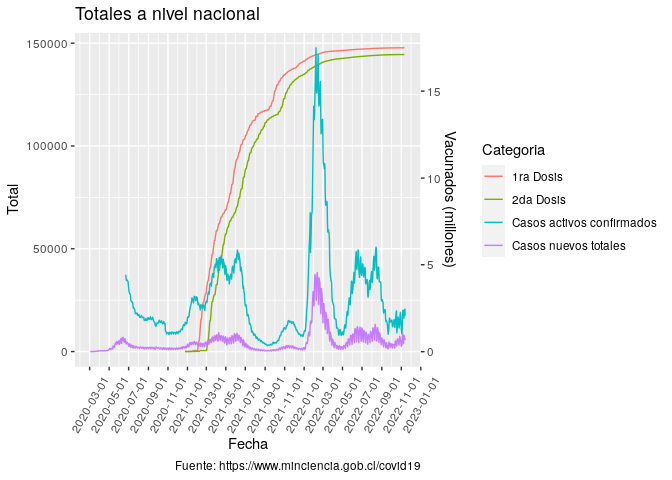 Totales a nivel nacional
150000
100000
50000
0
Total
15
10
5
0
Vacunados (millones)
2020-03-01
2020-05-01
2020-07-01
2020-09-01
2020-11-01
2021-01-01
2021-03-01
2021-05-01
2021-07-01
2021-09-01
2021-11-01
2022-01-01
2022-03-01
2022-05-01
2022-07-01
2022-09-01
2022-11-01
2023-01-01
Fecha
Fuente: https://www.minciencia.gob.cl/covid19
Categoria
1ra Dosis
2da Dosis
Casos activos confirmados
Casos nuevos totales